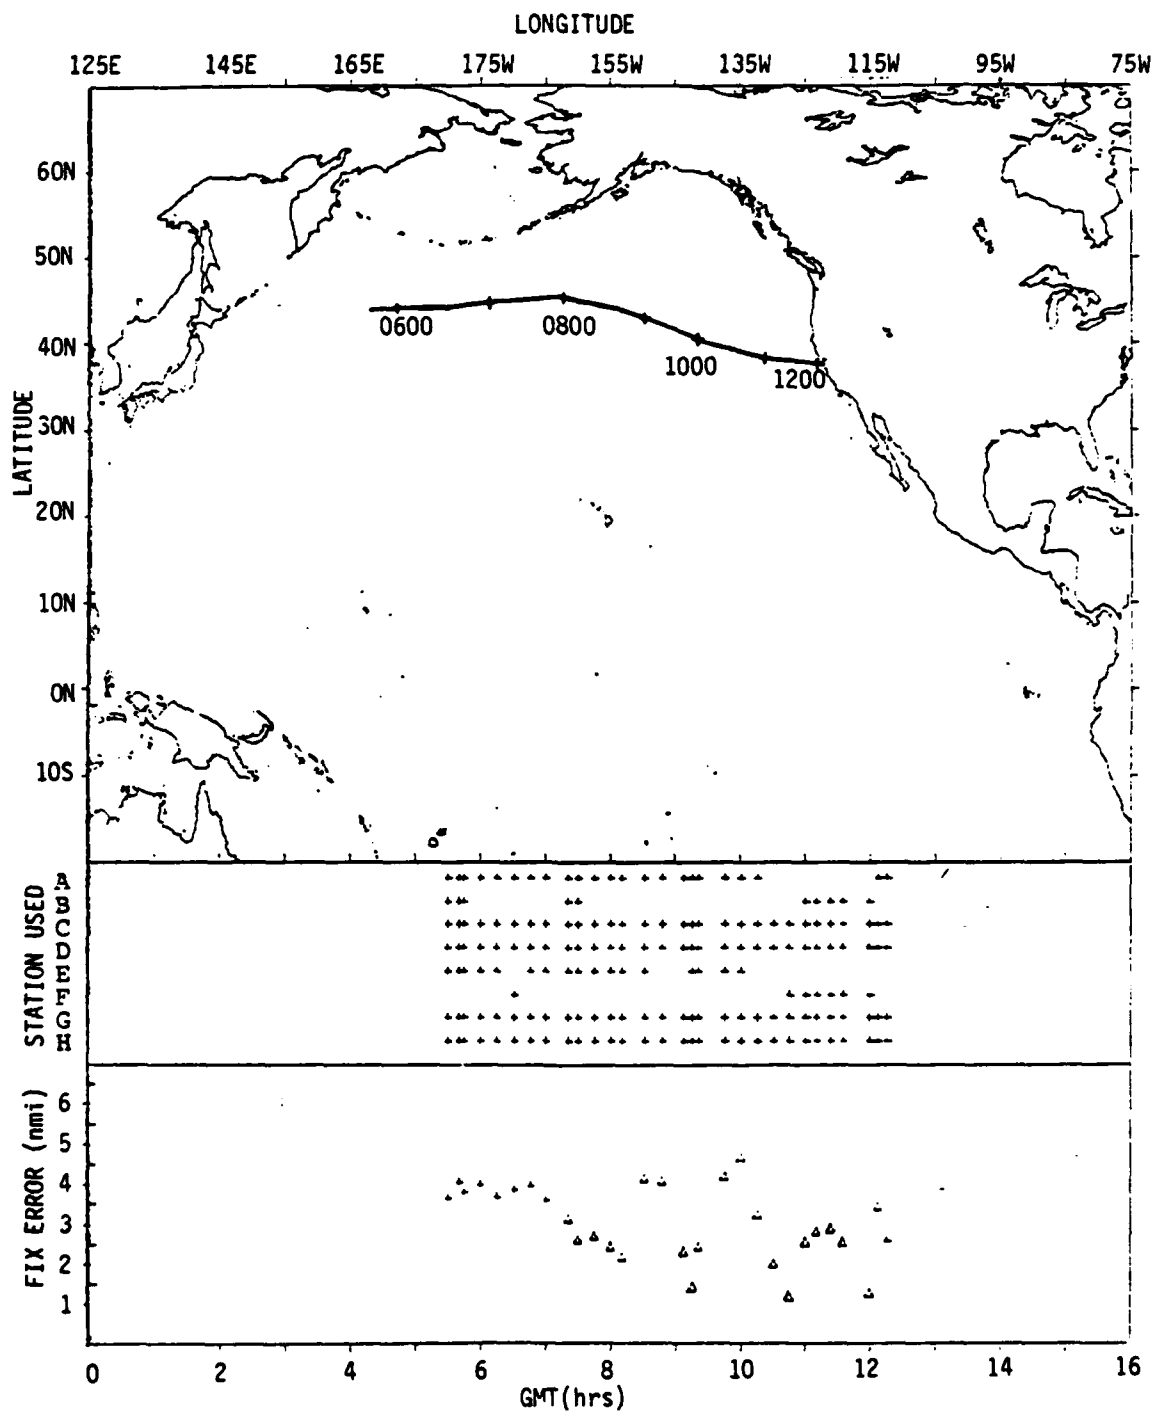 LONGITUDE
125E 145E 165E 175W 155W 135W 115W 95W 75W
60N
50N
40N
30N
20N
10N
0N
10S
LATITUDE
0600 0800 1000 1200
STATION USED
A
B
C
D
E
F
G
H
FIX ERROR (nmi)
6
5
4
3
2
1
0 2 4 6 8 10 12 14 16
GMT(hrs)